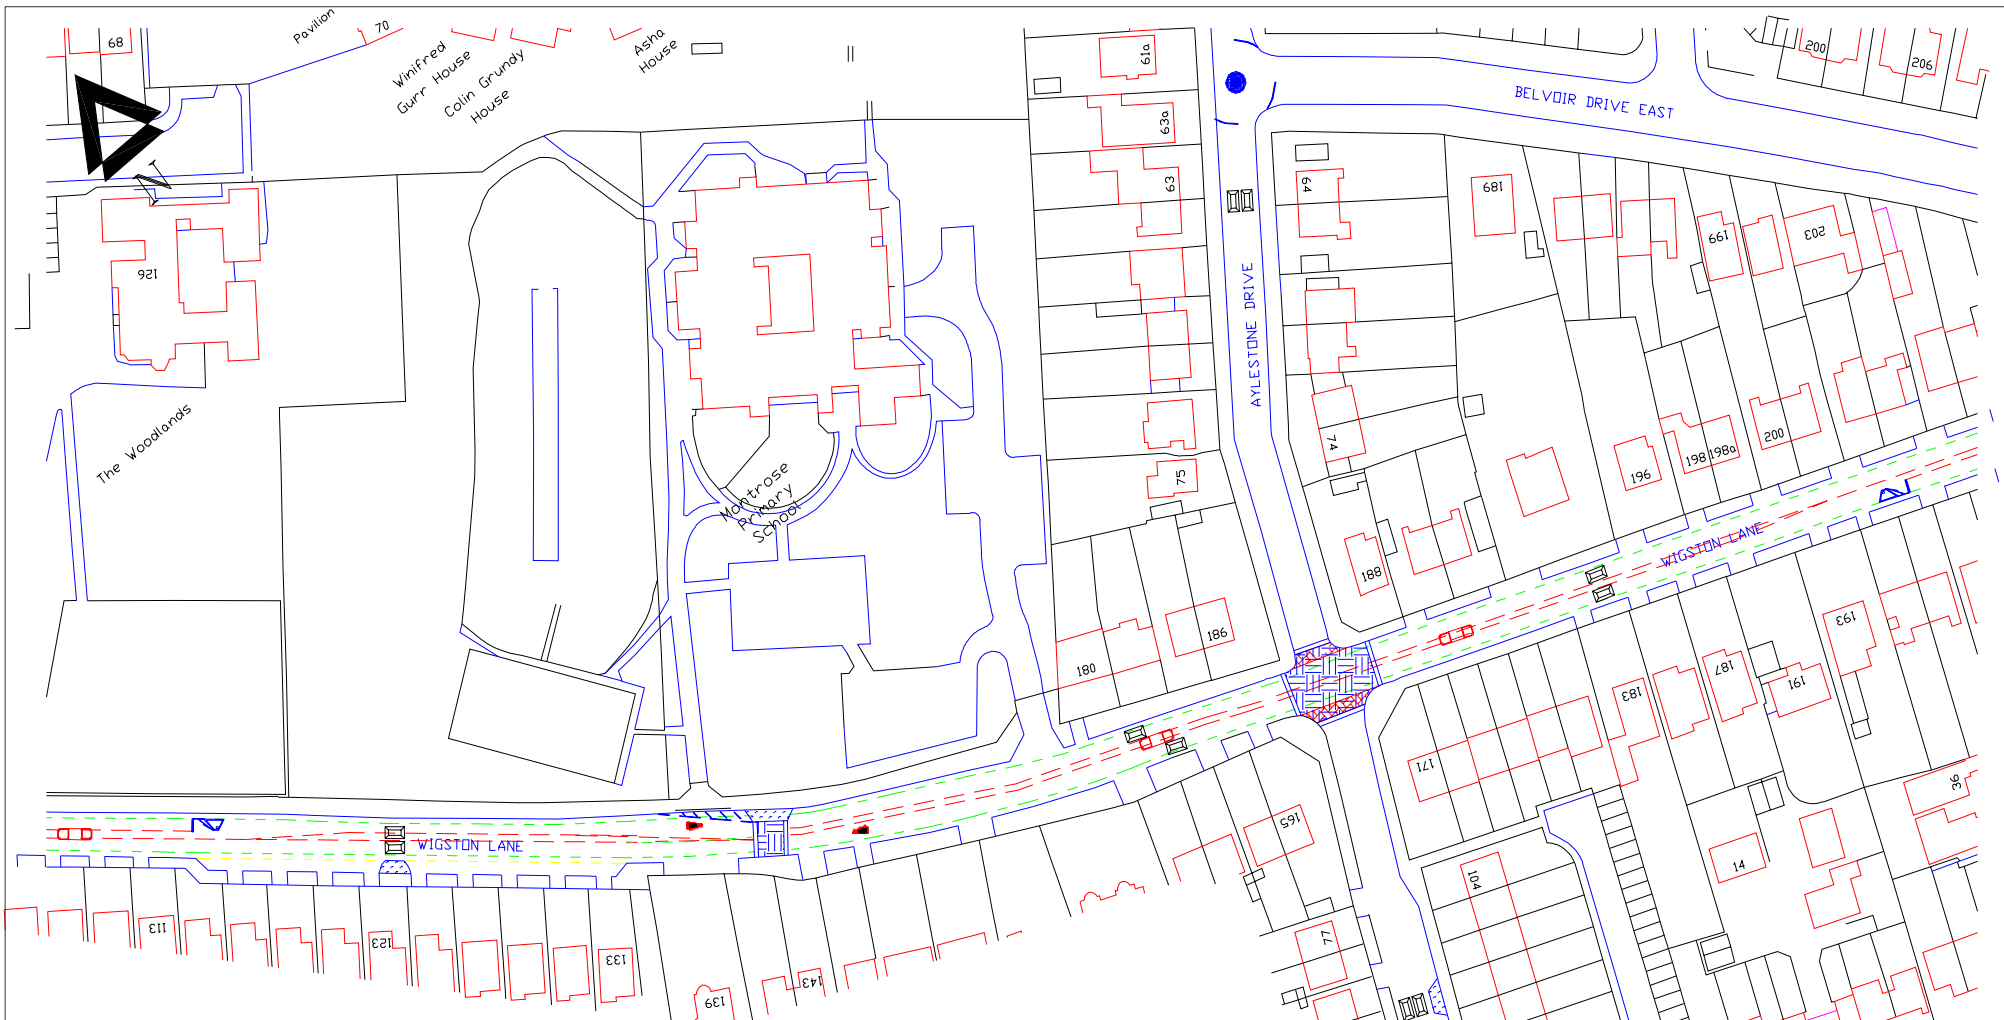 68
Pavilion
70
Winifred
Gurr House
Colin Grundy
House
Asha
House
61a
63a
63
BELVOIR DRIVE EAST
200
206
N
126
64
189
199
203
The Woodlands
AYLESTONE DRIVE
74
75
Montrose
Primary
School
188
196
198
198a
200
WIGSTON LANE
180
186
193
191
187
183
171
165
WIGSTON LANE
36
14
104
77
113
123
133
139
143